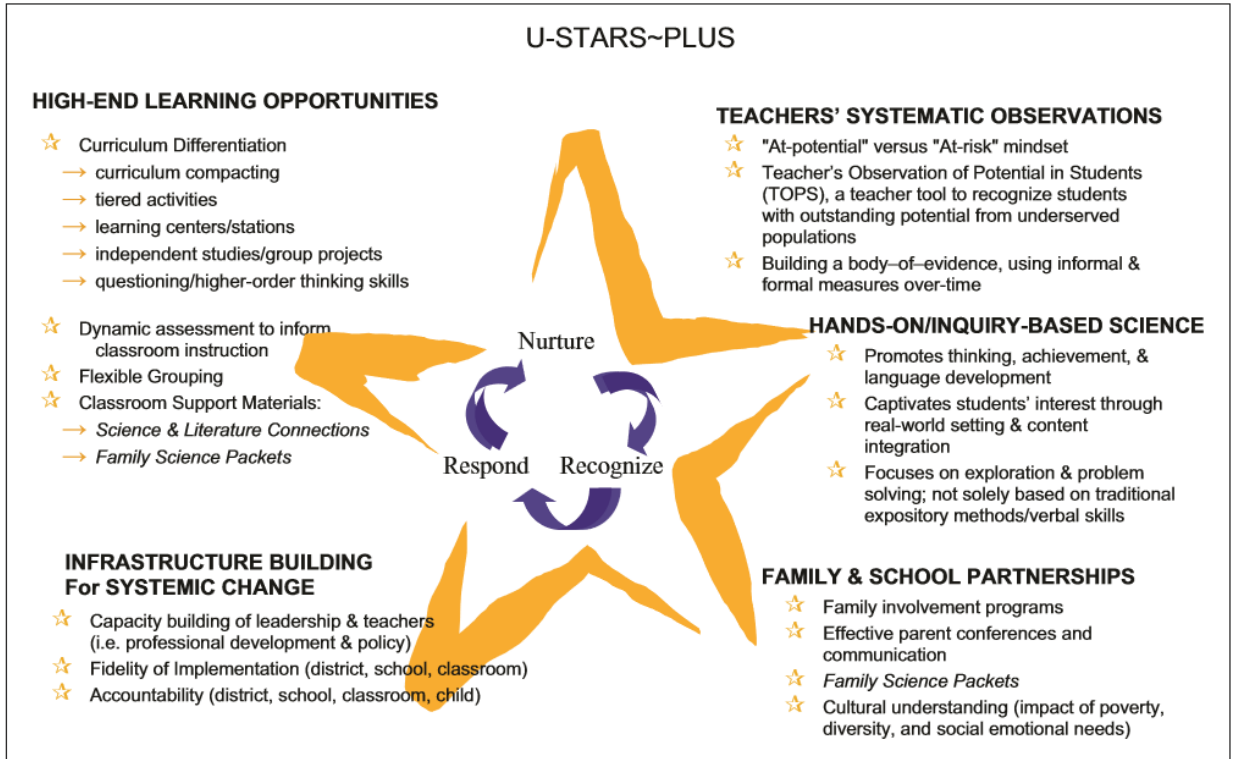 U-STARS~PLUS
HIGH-END LEARNING OPPORTUNITIES
Curriculum Differentiation
→ curriculum compacting
→ tiered activities
→ learning centers/stations
→ independent studies/group projects
→ questioning/higher-order thinking skills
Dynamic assessment to inform
classroom instruction
Flexible Grouping
Classroom Support Materials:
→ Science & Literature Connections
→ Family Science Packets
TEACHERS' SYSTEMATIC OBSERVATIONS
"At-potential" versus "At-risk" mindset
Teacher's Observation of Potential in Students
(TOPS), a teacher tool to recognize students
with outstanding potential from underserved
populations
Building a body–of–evidence, using informal &
formal measures over-time
HANDS-ON/INQUIRY-BASED SCIENCE
Promotes thinking, achievement, &
language development
Captivates students' interest through
real-world setting & content
integration
Focuses on exploration & problem
solving; not solely based on traditional
expository methods/verbal skills
Nurture
Respond
Recognize
INFRASTRUCTURE BUILDING
For SYSTEMIC CHANGE
Capacity building of leadership & teachers
(i.e. professional development & policy)
Fidelity of Implementation (district, school, classroom)
Accountability (district, school, classroom, child)
FAMILY & SCHOOL PARTNERSHIPS
Family involvement programs
Effective parent conferences and
communication
Family Science Packets
Cultural understanding (impact of poverty,
diversity, and social emotional needs)